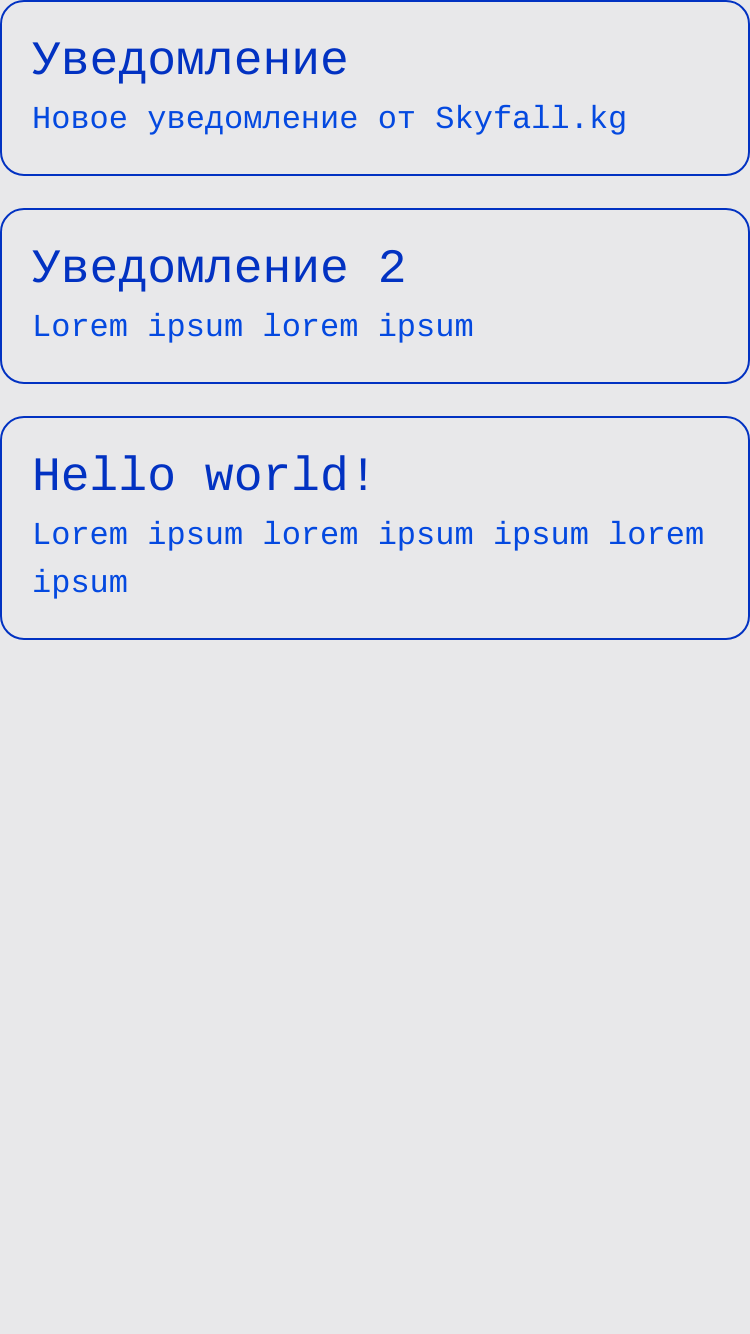 Уведомление
Новое уведомление от Skyfall.kg
Уведомление 2
Lorem ipsum lorem ipsum
Hello world!
Lorem ipsum lorem ipsum ipsum lorem
ipsum